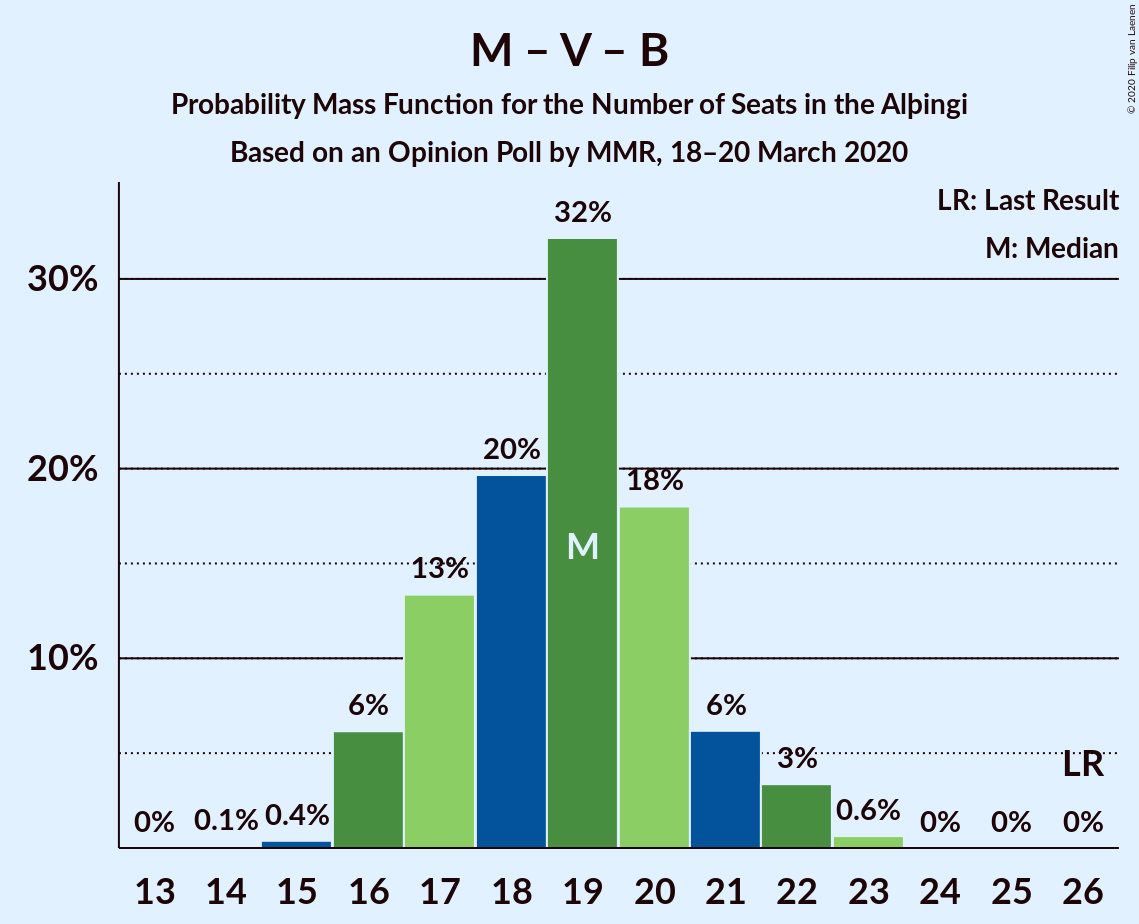 M – V – B
Probability Mass Function for the Number of Seats in the Alþingi
Based on an Opinion Poll by MMR, 18–20 March 2020
© 2020 Filip van Laenen
LR: Last Result
M: Median
30%
20%
10%
0%
0.1%
0.4%
6%
13%
20%
32%
M
18%
6%
3%
0.6%
0%
0%
LR
0%
13 14 15 16 17 18 19 20 21 22 23 24 25 26